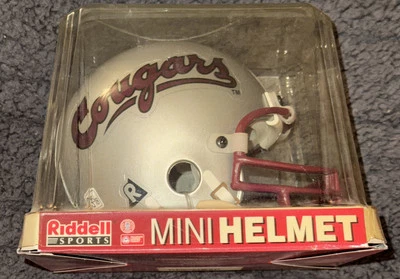 Cougars
TM
R
Riddell
SPORTS
MINI HELMET